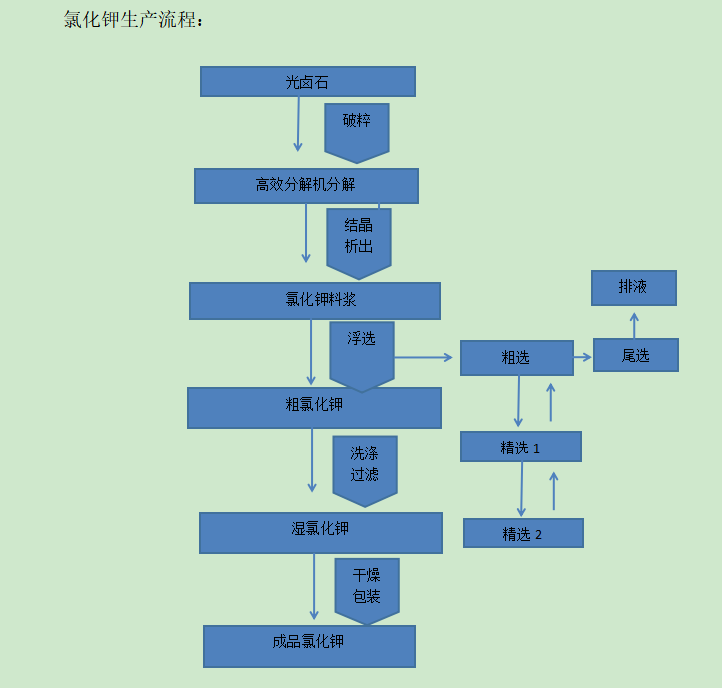 氯化钾生产流程：
光卤石
破粹
高效分解机分解
结晶
析出
氯化钾料浆
浮选
粗选
尾选
排液
粗氯化钾
精选 1
洗涤
过滤
精选 2
湿氯化钾
干燥
包装
成品氯化钾